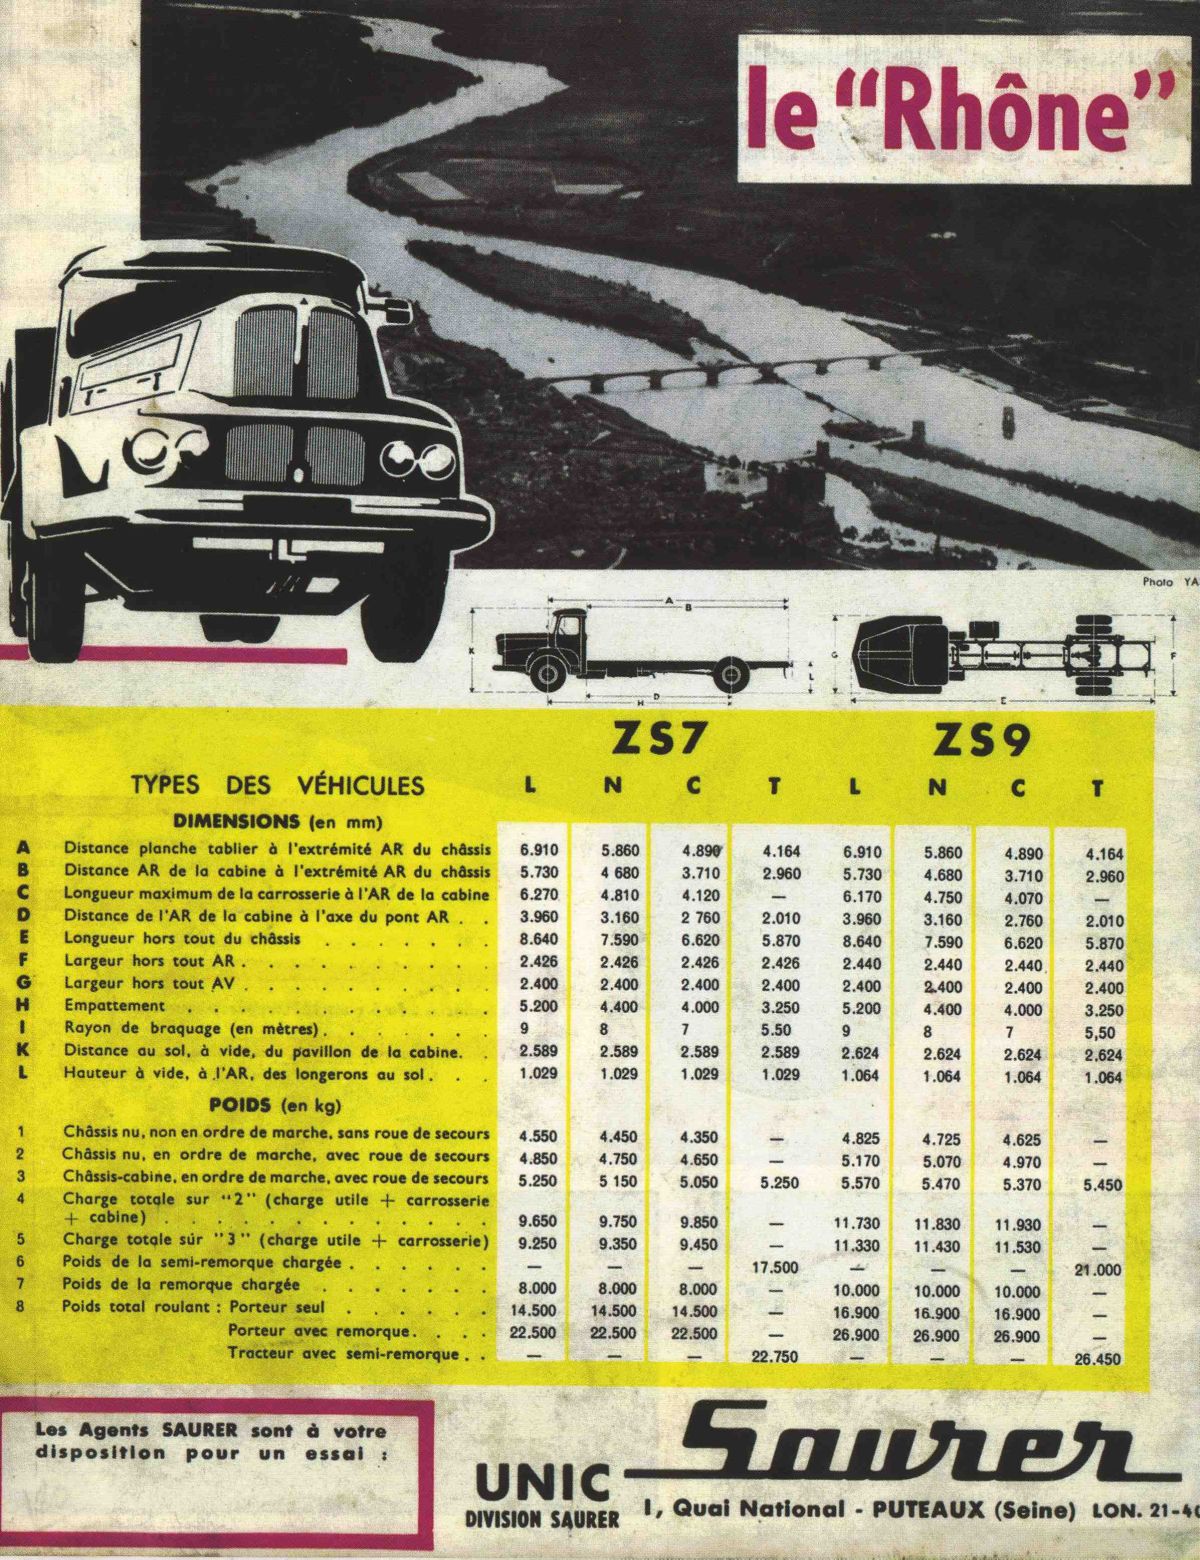 le "Rhône"
Photo YA
A
B
K
L
D
H
G
F
E
ZS7 ZS9
TYPES DES VÉHICULES L N C T L N C T
DIMENSIONS (en mm)
A Distance planche tablier à l'extrémité AR du châssis 6.910 5.860 4.890 4.164 6.910 5.860 4.890 4.164
B Distance AR de la cabine à l'extrémité AR du châssis 5.730 4 680 3.710 2.960 5.730 4.680 3.710 2.960
C Longueur maximum de la carrosserie à l'AR de la cabine 6.270 4.810 4.120 — 6.170 4.750 4.070 —
D Distance de l'AR de la cabine à l'axe du pont AR . . 3.960 3.160 2 760 2.010 3.960 3.160 2.760 2.010
E Longueur hors tout du châssis . . . . . . . 8.640 7.590 6.620 5.870 8.640 7.590 6.620 5.870
F Largeur hors tout AR . . . . . . . . . 2.426 2.426 2.426 2.426 2.440 2.440 2.440 2.440
G Largeur hors tout AV . . . . . . . . . 2.400 2.400 2.400 2.400 2.400 2.400 2.400 2.400
H Empattement . . . . . . . . . . . 5.200 4.400 4.000 3.250 5.200 4.400 4.000 3.250
I Rayon de braquage (en mètres) . . . . . . 9 8 7 5.50 9 8 7 5,50
K Distance au sol, à vide, du pavillon de la cabine. . 2.589 2.589 2.589 2.589 2.624 2.624 2.624 2.624
L Hauteur à vide, à l'AR, des longerons au sol . . . 1.029 1.029 1.029 1.029 1.064 1.064 1.064 1.064
POIDS (en kg)
1 Châssis nu, non en ordre de marche, sans roue de secours 4.550 4.450 4.350 — 4.825 4.725 4.625 —
2 Châssis nu, en ordre de marche, avec roue de secours 4.850 4.750 4.650 — 5.170 5.070 4.970 —
3 Châssis-cabine, en ordre de marche, avec roue de secours 5.250 5 150 5.050 5.250 5.570 5.470 5.370 5.450
4 Charge totale sur "2" (charge utile + carrosserie
+ cabine) . . . . . . . . . . . . . 9.650 9.750 9.850 — 11.730 11.830 11.930 —
5 Charge totale sur "3" (charge utile + carrosserie) 9.250 9.350 9.450 — 11.330 11.430 11.530 —
6 Poids de la semi-remorque chargée . . . . . . — — — 17.500 — — — 21.000
7 Poids de la remorque chargée . . . . . . . 8.000 8.000 8.000 — 10.000 10.000 10.000 —
8 Poids total roulant : Porteur seul . . . . . . 14.500 14.500 14.500 — 16.900 16.900 16.900 —
Porteur avec remorque . . . . 22.500 22.500 22.500 — 26.900 26.900 26.900 —
Tracteur avec semi-remorque . . — — — 22.750 — — — 26.450
Les Agents SAURER sont à votre
disposition pour un essai :
Saurer
UNIC
DIVISION SAURER
1, Quai National - PUTEAUX (Seine) LON. 21-40